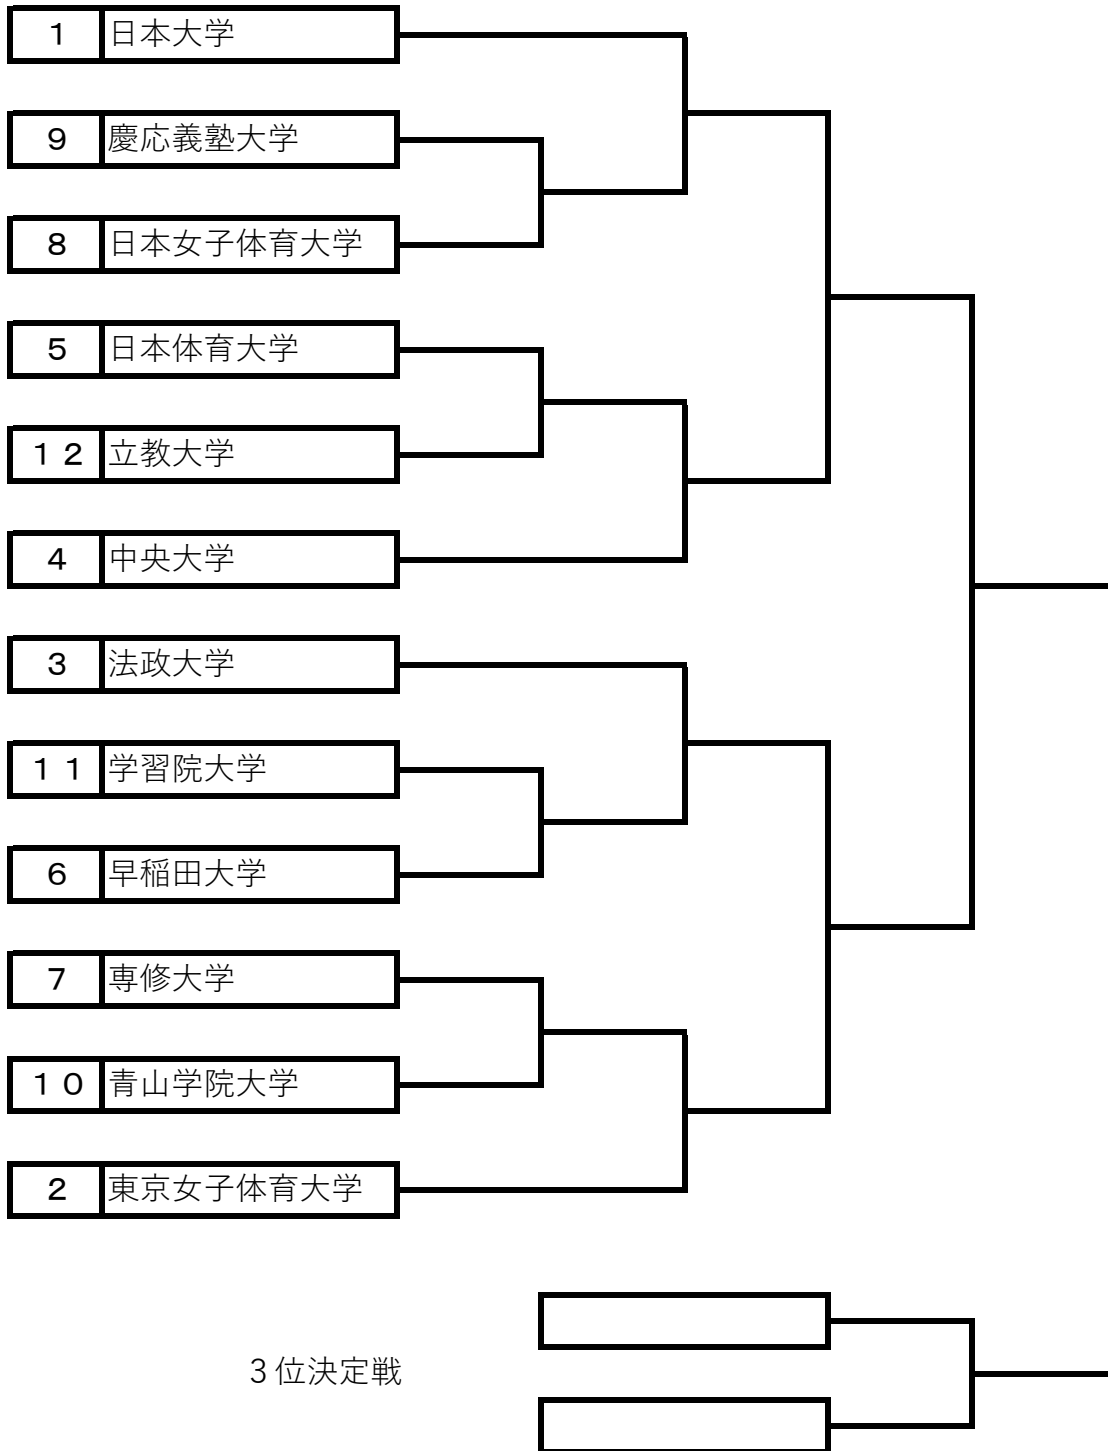 1 日本大学
9 慶応義塾大学
8 日本女子体育大学
5 日本体育大学
12 立教大学
4 中央大学
3 法政大学
11 学習院大学
6 早稲田大学
7 専修大学
10 青山学院大学
2 東京女子体育大学
3位決定戦